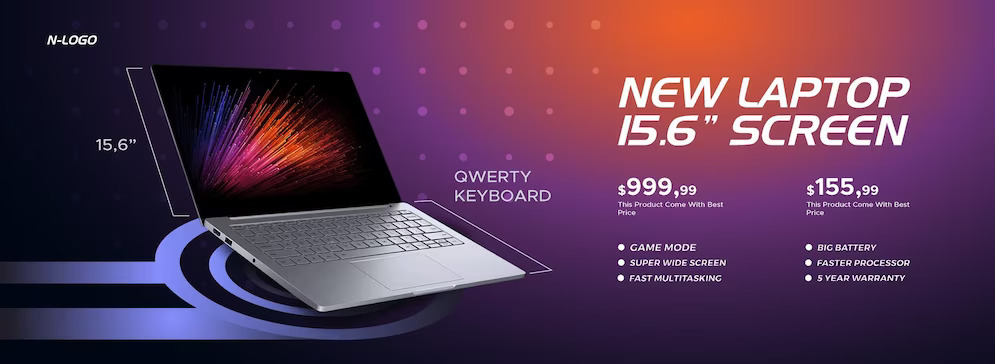 N-LOGO
15,6”
QWERTY
KEYBOARD
NEW LAPTOP
15.6” SCREEN
$999,99
This Product Come With Best
Price
$155,99
This Product Come With Best
Price
GAME MODE
SUPER WIDE SCREEN
FAST MULTITASKING
BIG BATTERY
FASTER PROCESSOR
5 YEAR WARRANTY